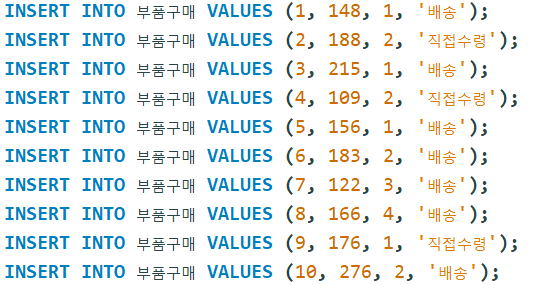 INSERT INTO 부품구매 VALUES (1, 148, 1, '배송');
INSERT INTO 부품구매 VALUES (2, 188, 2, '직접수령');
INSERT INTO 부품구매 VALUES (3, 215, 1, '배송');
INSERT INTO 부품구매 VALUES (4, 109, 2, '직접수령');
INSERT INTO 부품구매 VALUES (5, 156, 1, '배송');
INSERT INTO 부품구매 VALUES (6, 183, 2, '배송');
INSERT INTO 부품구매 VALUES (7, 122, 3, '배송');
INSERT INTO 부품구매 VALUES (8, 166, 4, '배송');
INSERT INTO 부품구매 VALUES (9, 176, 1, '직접수령');
INSERT INTO 부품구매 VALUES (10, 276, 2, '배송');